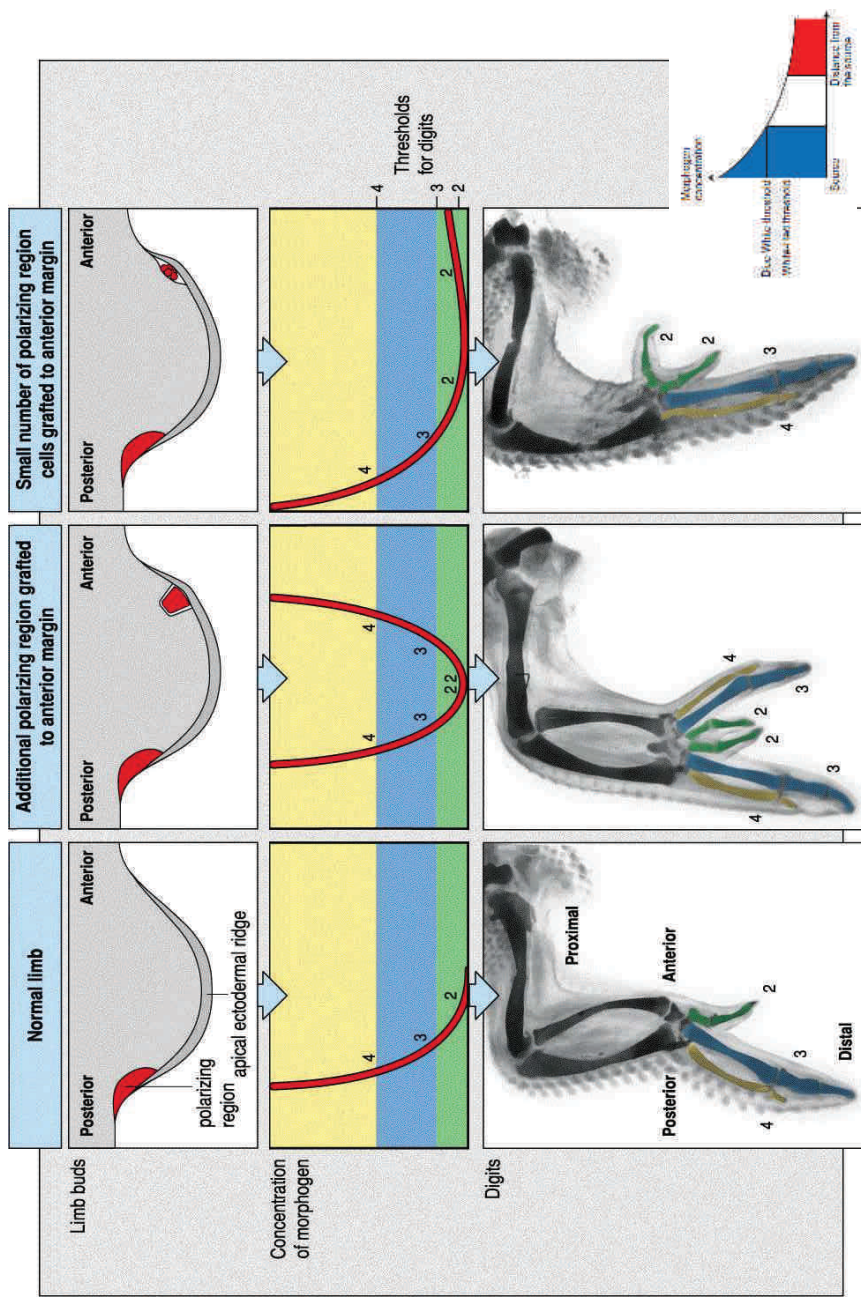 Normal limb
Additional polarizing region grafted
to anterior margin
Small number of polarizing region
cells grafted to anterior margin
Limb buds
Posterior
Anterior
polarizing
region
apical ectodermal ridge
Posterior
Anterior
Posterior
Anterior
Concentration
of morphogen
4
3
2
4
3
2 2
3
4
4
3
2
2
4
3
2
Thresholds
for digits
Digits
Proximal
Posterior
Anterior
4
3
2
Distal
4
3
2
2
4
3
4
3
2
2
Morphogen
concentration
threshold
threshold
Source
Distance from
the source